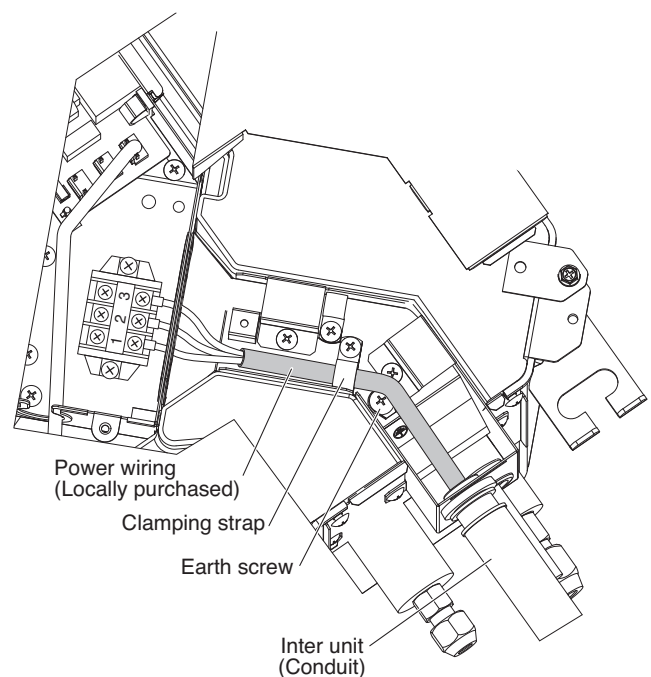 3
2
1
Power wiring
(Locally purchased)
Clamping strap
Earth screw
Inter unit
(Conduit)